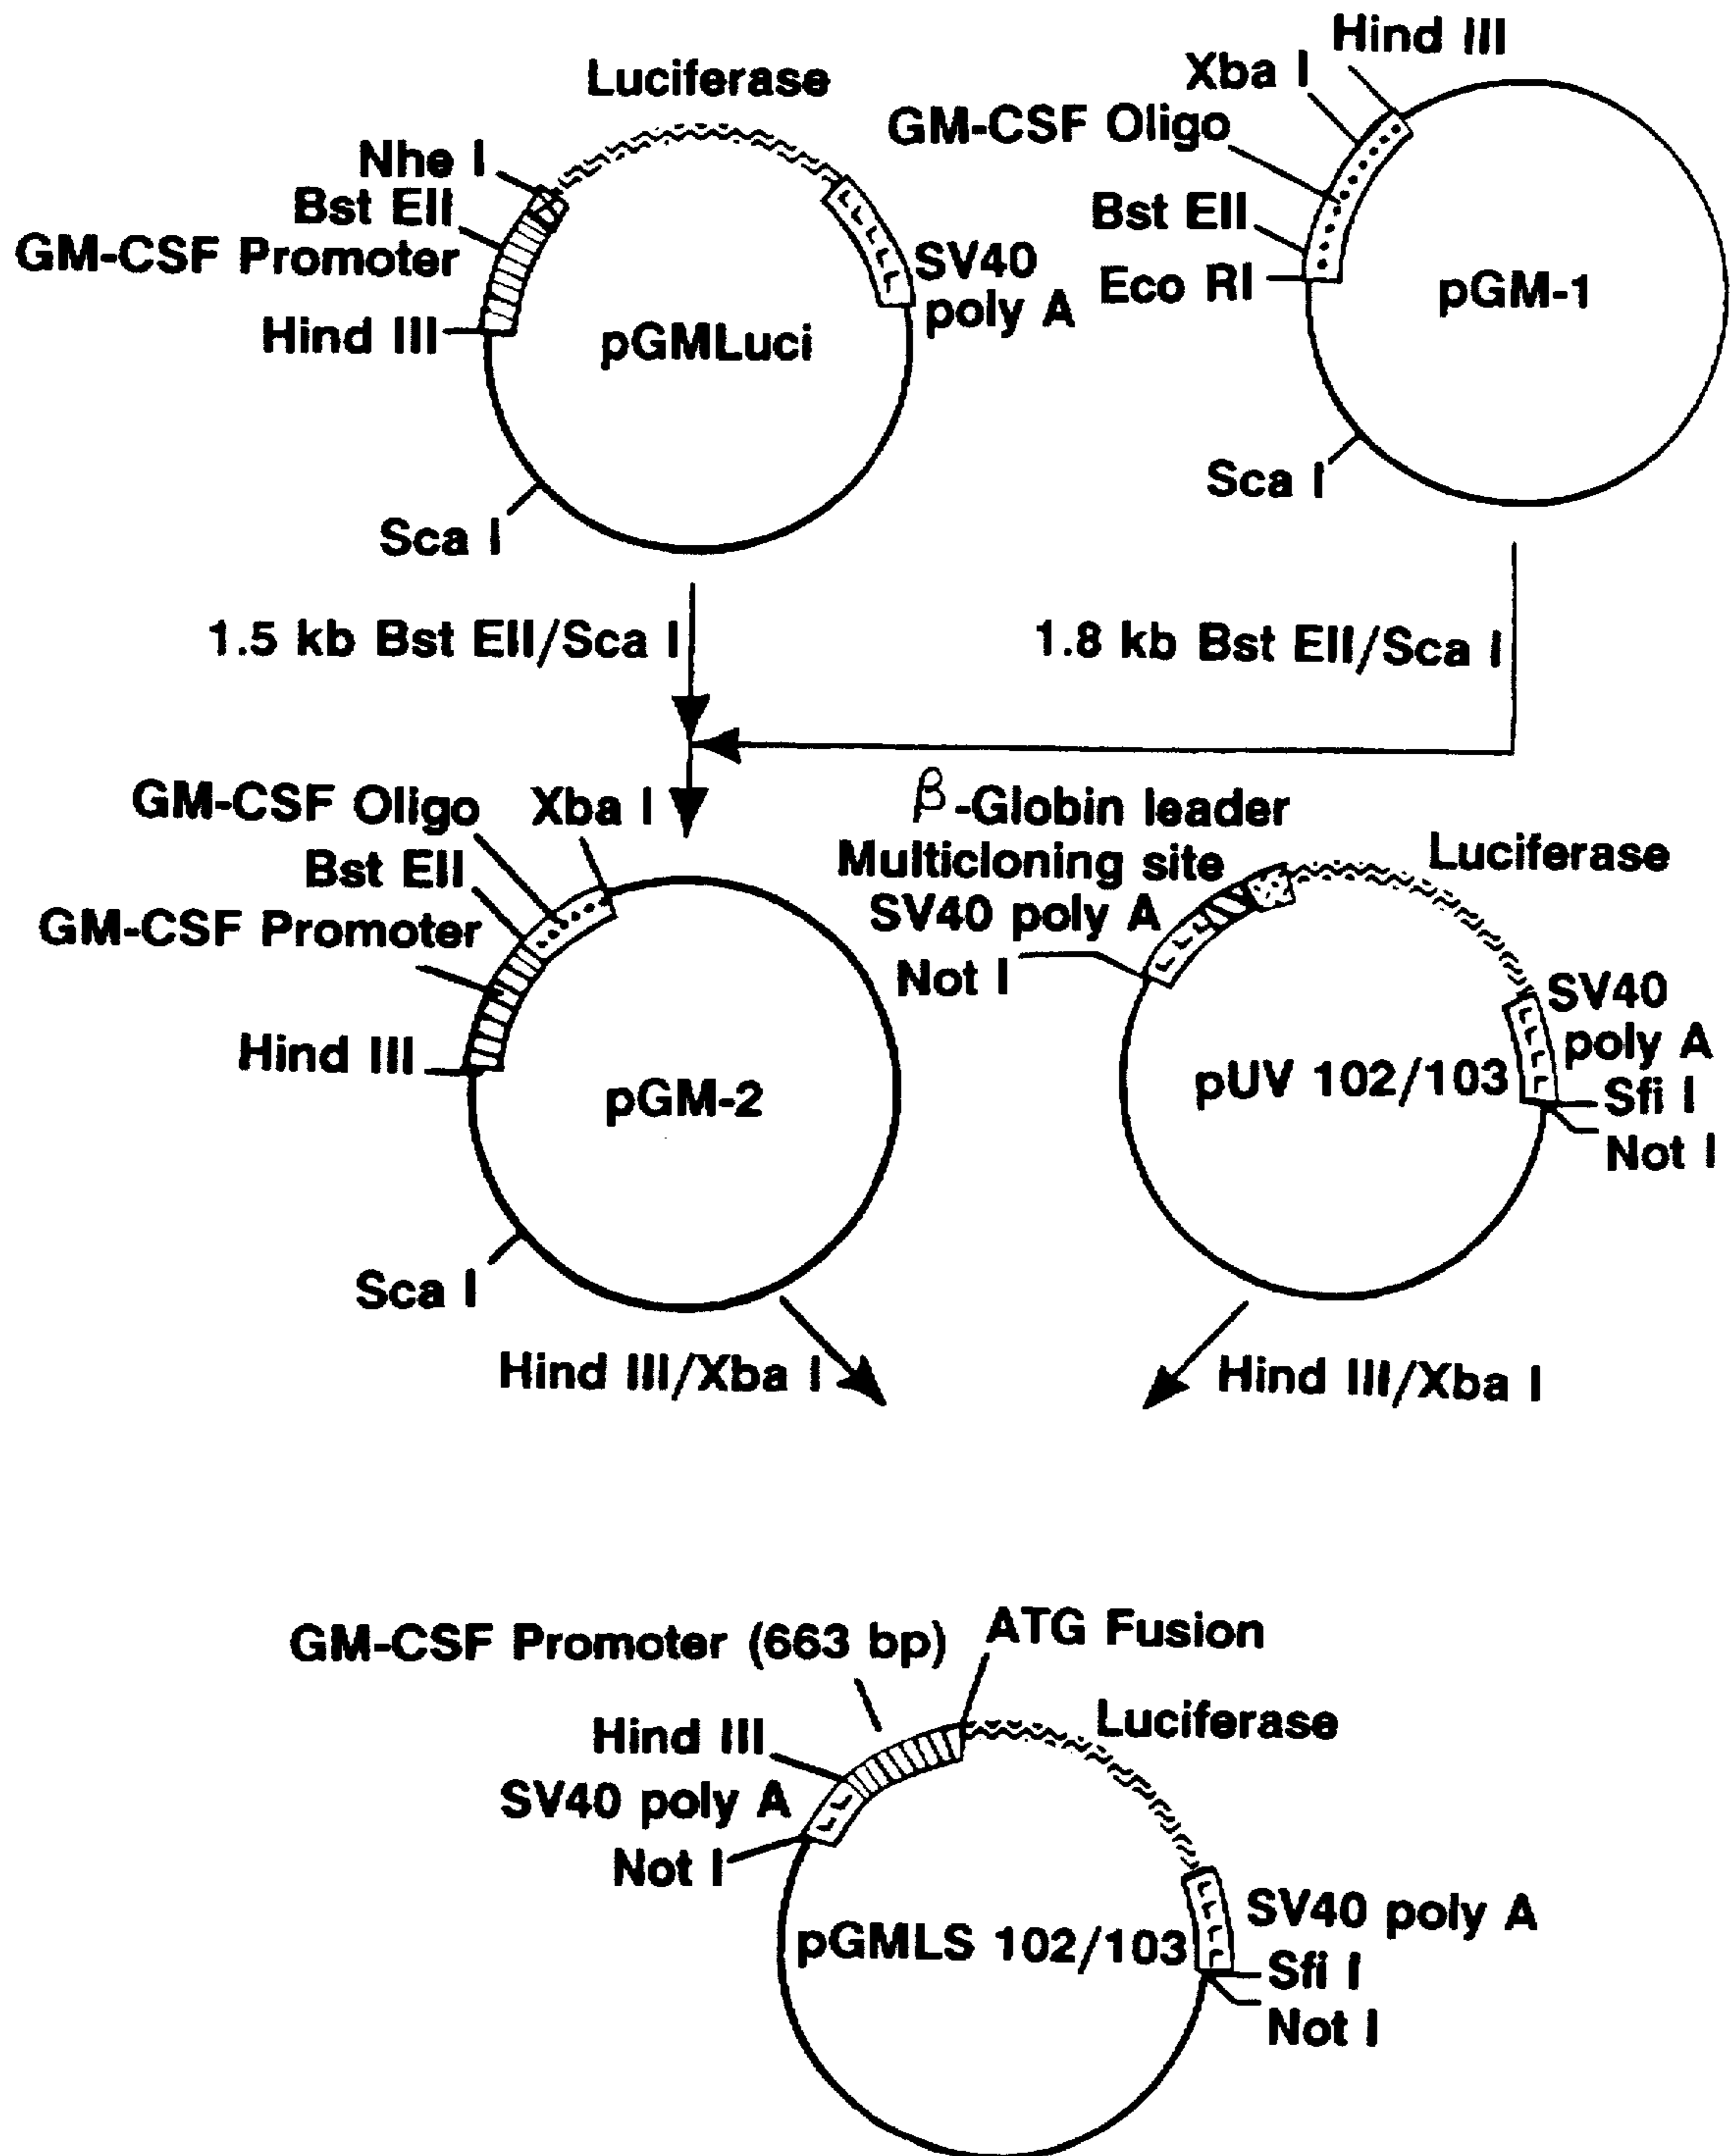 Luciferase
Nhe I
Bst EII
GM-CSF Promoter
Hind III
SV40
poly A
pGMLuci
Sca I
Hind III
Xba I
GM-CSF Oligo
Bst EII
Eco RI
pGM-1
Sca I
1.5 kb Bst EII/Sca I
1.8 kb Bst EII/Sca I
GM-CSF Oligo
Xba I
Bst EII
GM-CSF Promoter
Hind III
pGM-2
Sca I
β-Globin leader
Multicloning site
SV40 poly A
Not I
Luciferase
SV40
poly A
pUV 102/103
Sfi I
Not I
Hind III/Xba I
Hind III/Xba I
GM-CSF Promoter (663 bp)
ATG Fusion
Hind III
Luciferase
SV40 poly A
Not I
pGMLS 102/103
SV40 poly A
Sfi I
Not I